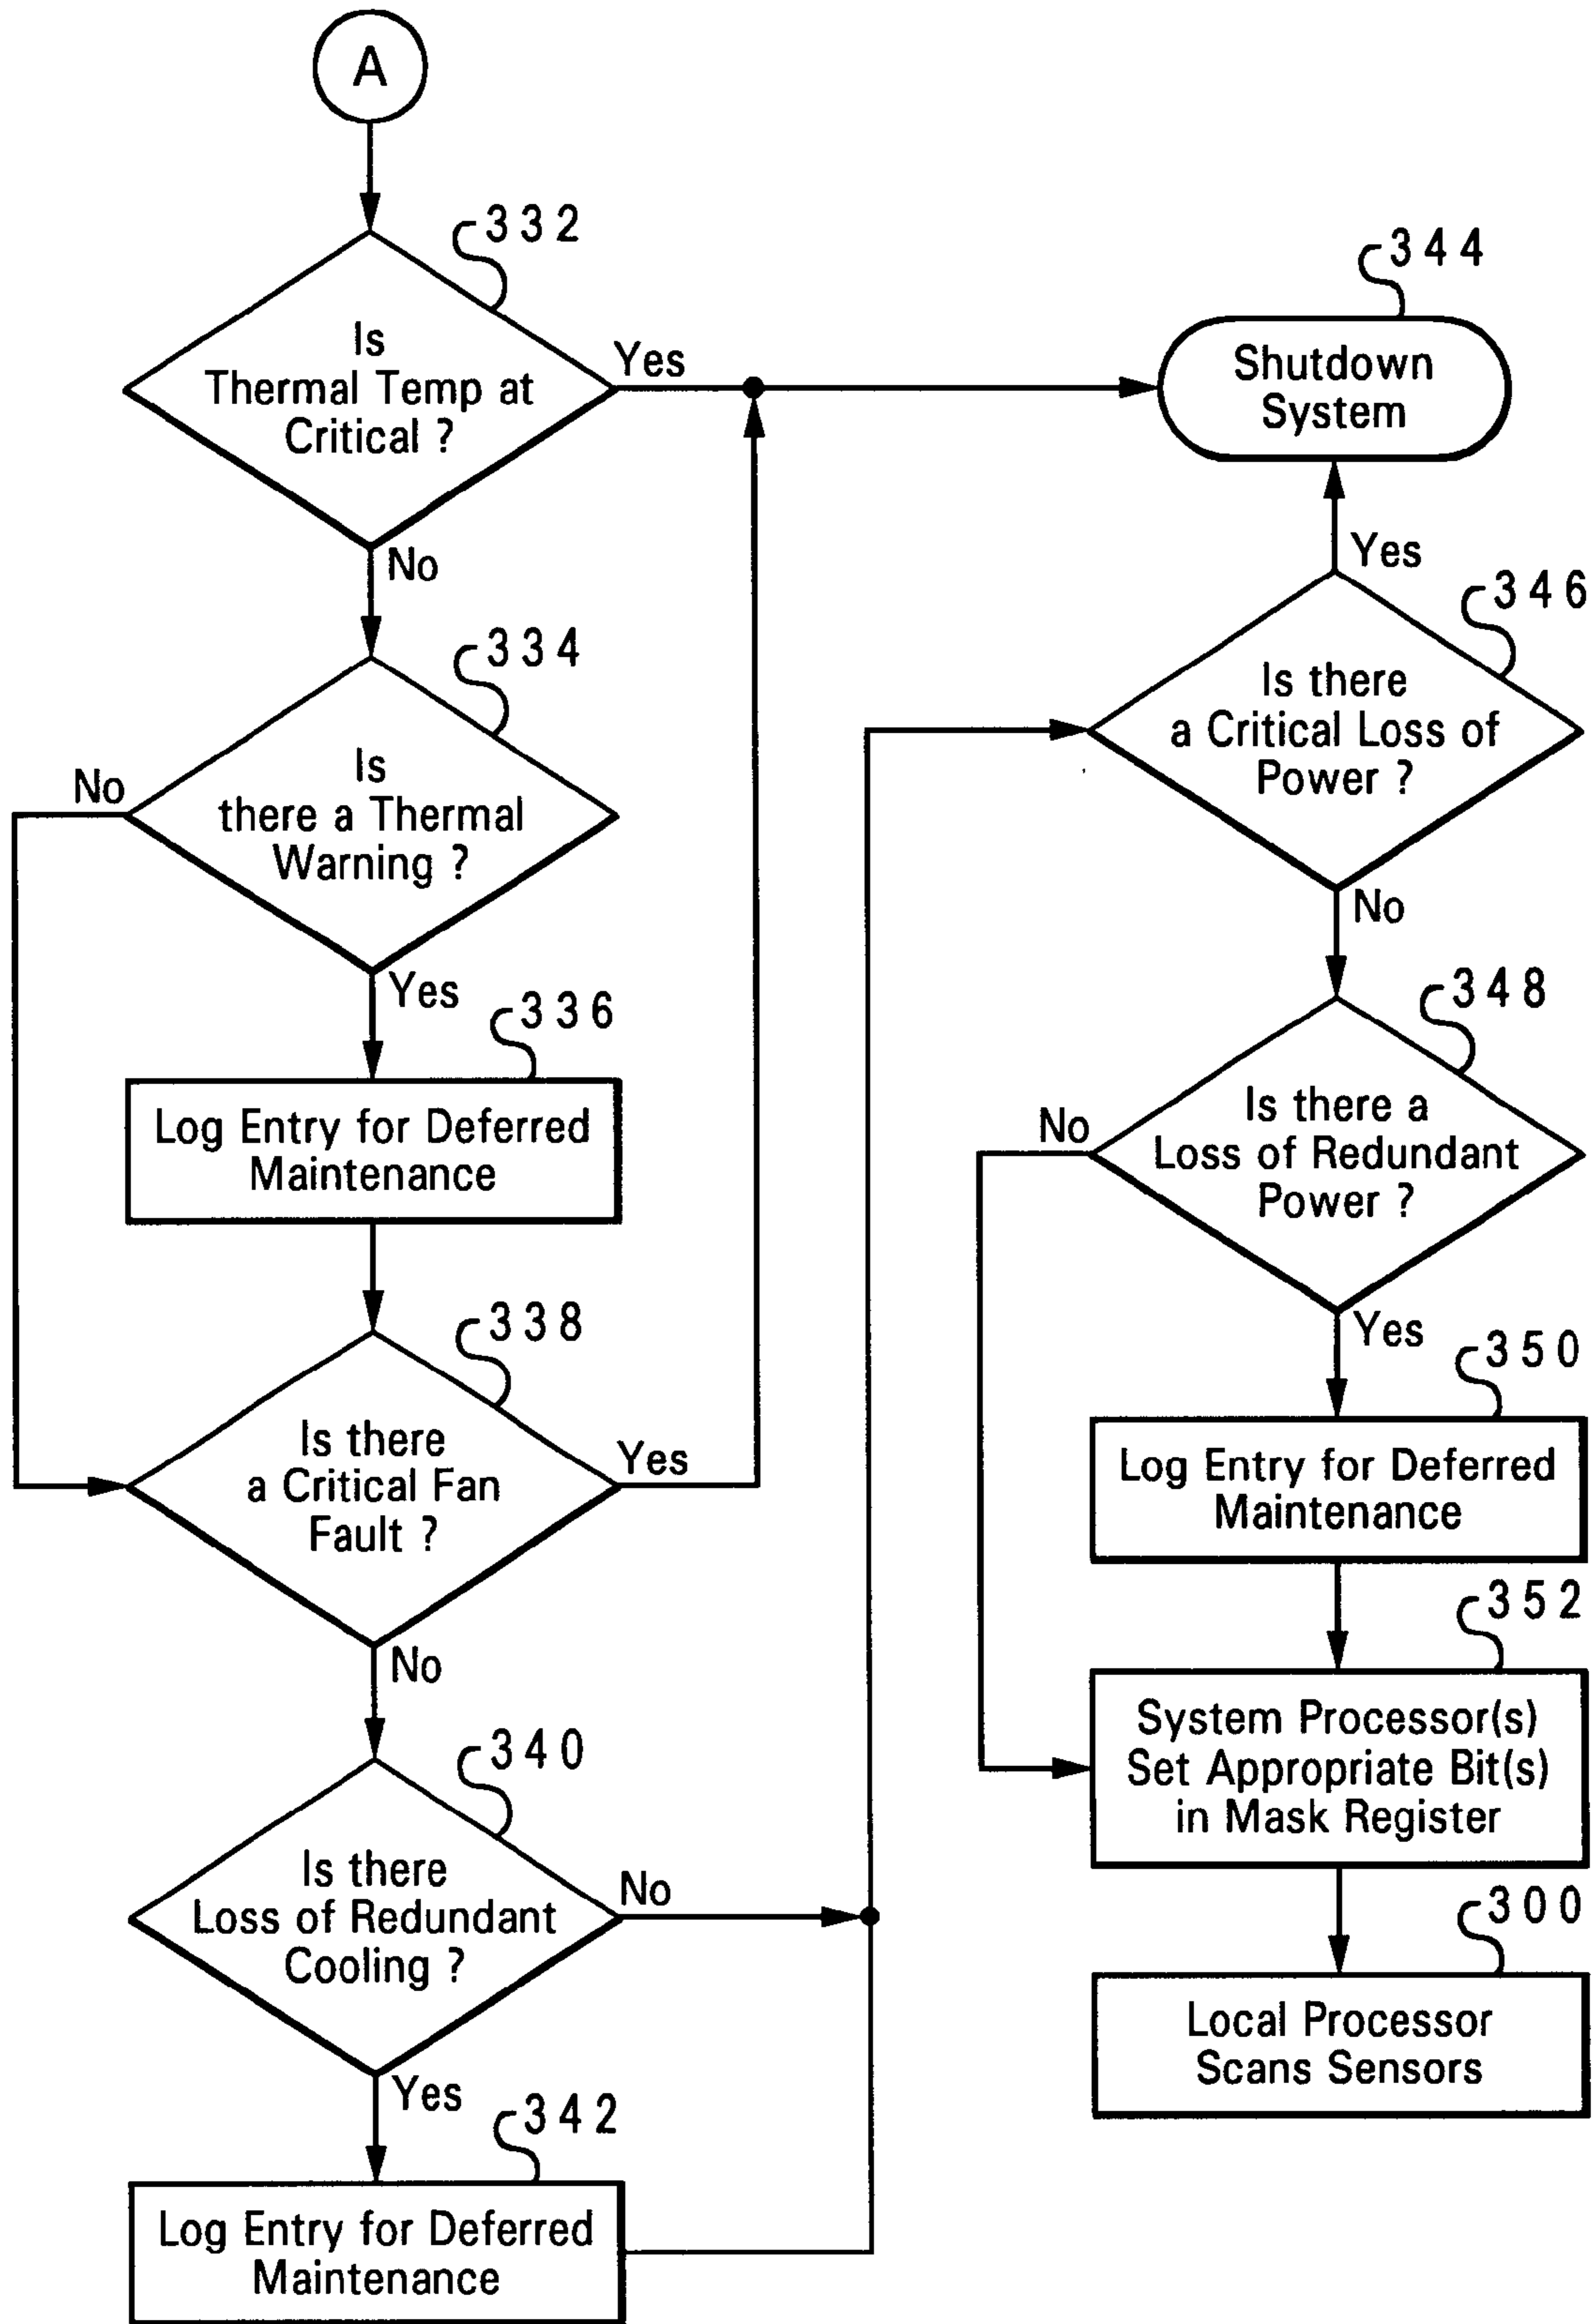 A
332
Is
Thermal Temp at
Critical ?
Yes
No
334
Is
there a Thermal
Warning ?
No
Yes
336
Log Entry for Deferred
Maintenance
338
Is there
a Critical Fan
Fault ?
Yes
No
340
Is there
Loss of Redundant
Cooling ?
No
Yes
342
Log Entry for Deferred
Maintenance
344
Shutdown
System
Yes
346
Is there
a Critical Loss of
Power ?
No
348
Is there a
Loss of Redundant
Power ?
No
Yes
350
Log Entry for Deferred
Maintenance
352
System Processor(s)
Set Appropriate Bit(s)
in Mask Register
300
Local Processor
Scans Sensors